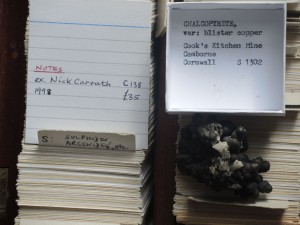 NOTES
ex Nick Carruth C138
1998 £35
S: SULPHIDES
ARSENIDES, etc.
CHALCOPYRITE,
var: blister copper
Cook's Kitchen Mine
Camborne
Cornwall S 1302